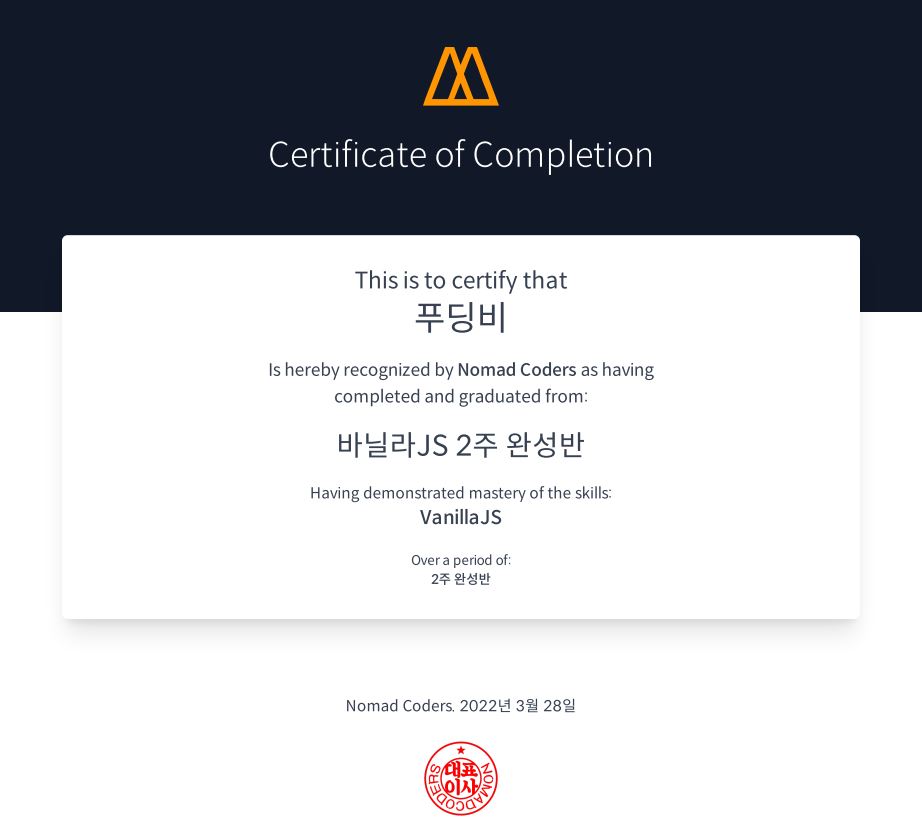 Certificate of Completion
This is to certify that
푸딩비
Is hereby recognized by Nomad Coders as having
completed and graduated from:
바닐라JS 2주 완성반
Having demonstrated mastery of the skills:
VanillaJS
Over a period of:
2주 완성반
Nomad Coders. 2022년 3월 28일
대표
이사
NOMADCODERS